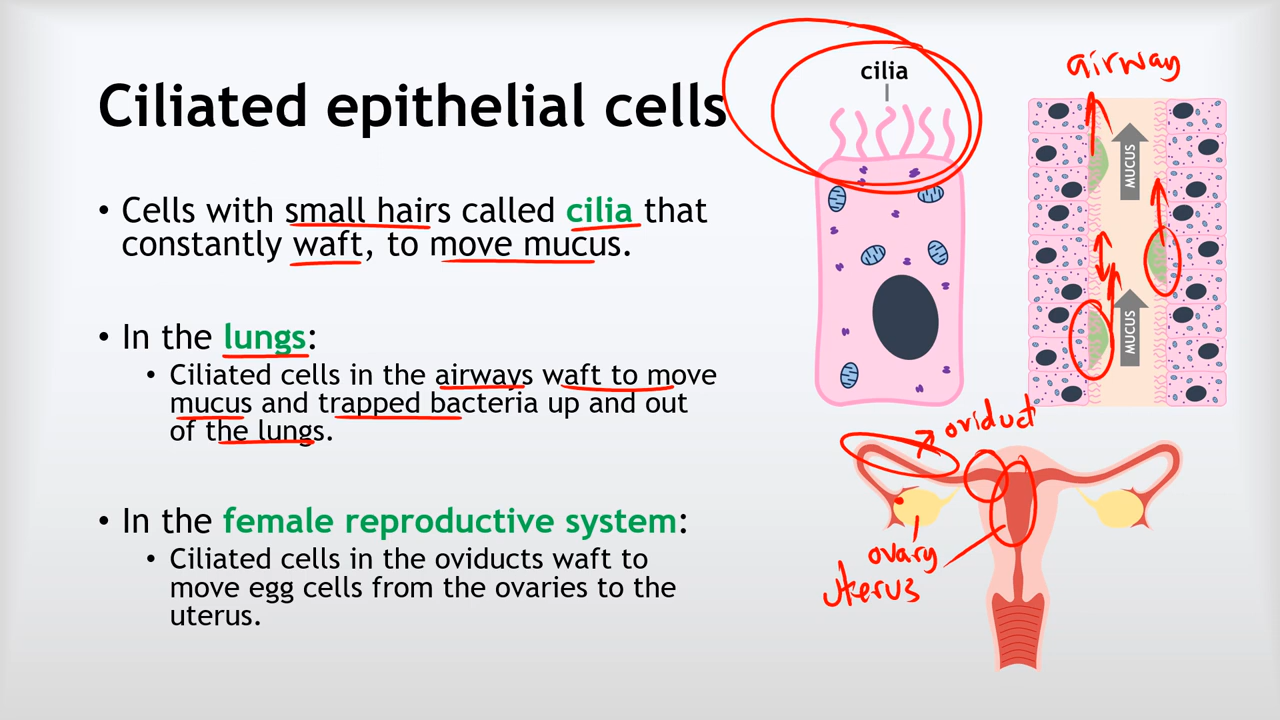 Ciliated epithelial cells
• Cells with small hairs called cilia that
constantly waft, to move mucus.
• In the lungs:
• Ciliated cells in the airways waft to move
mucus and trapped bacteria up and out
of the lungs.
• In the female reproductive system:
• Ciliated cells in the oviducts waft to
move egg cells from the ovaries to the
uterus.
cilia
airway
MUCUS
MUCUS
oviduct
ovary
uterus